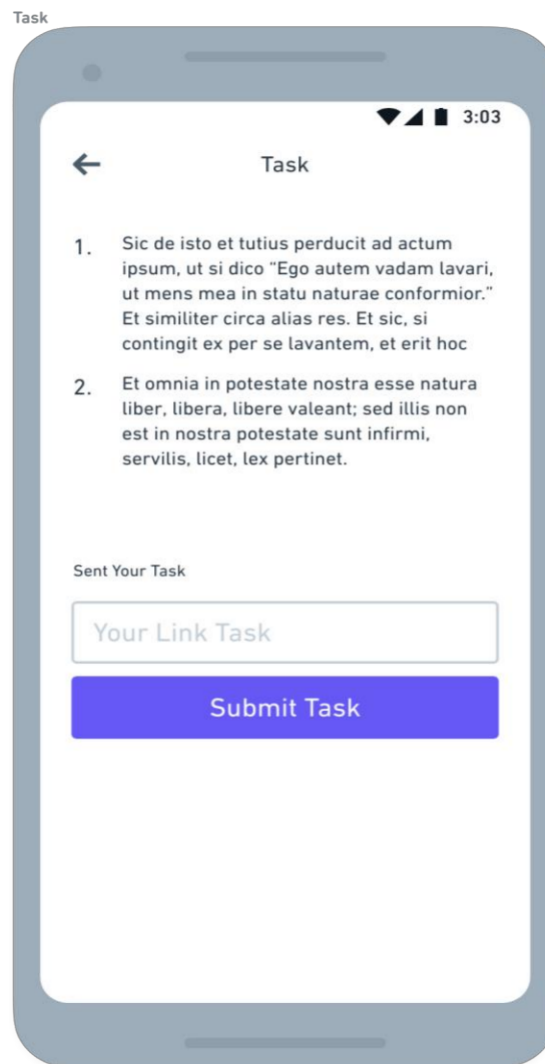 Task
3:03
Task
1. Sic de isto et tutius perducit ad actum
ipsum, ut si dico “Ego autem vadam lavari,
ut mens mea in statu naturae conformior.”
Et similiter circa alias res. Et sic, si
contingit ex per se lavantem, et erit hoc
2. Et omnia in potestate nostra esse natura
liber, libera, libere valeant; sed illis non
est in nostra potestate sunt infirmi,
servilis, licet, lex pertinet.
Sent Your Task
Your Link Task
Submit Task